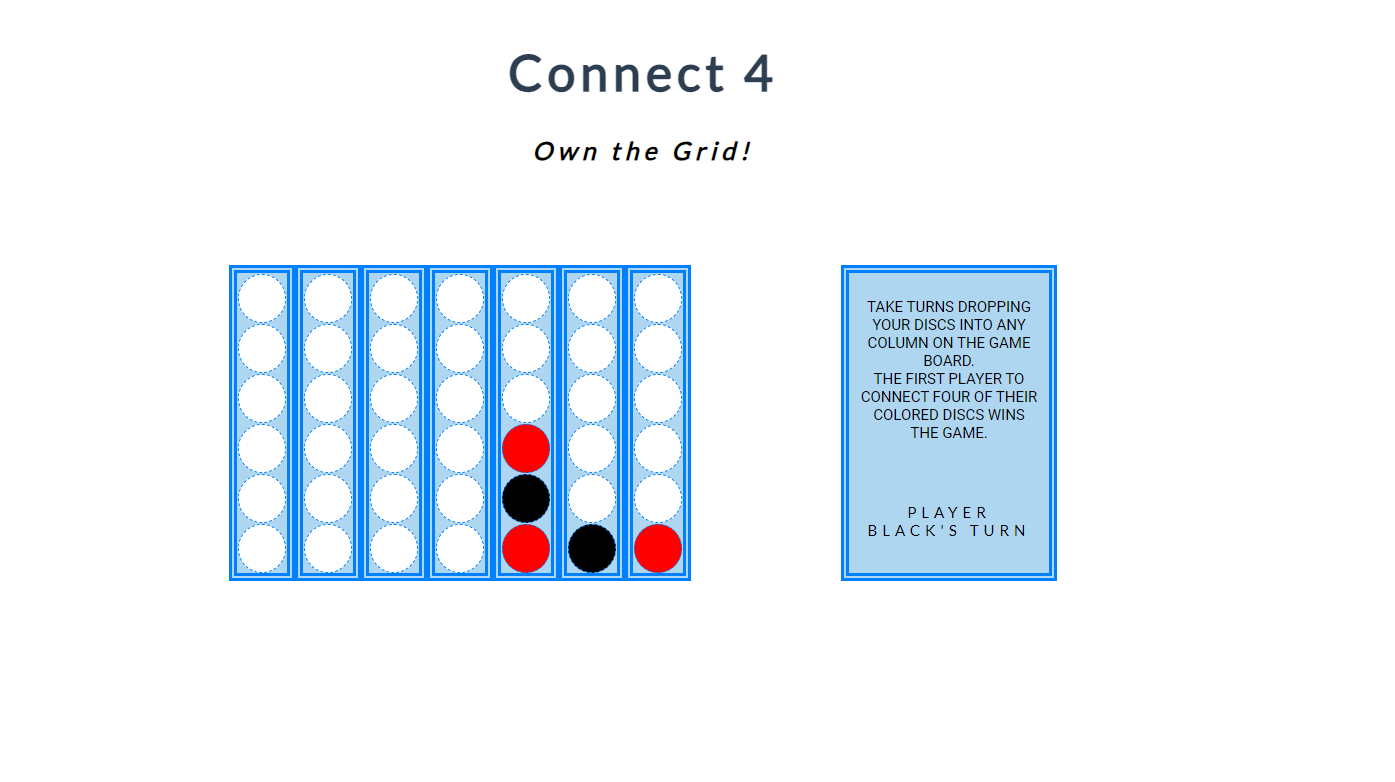 Connect 4
Own the Grid!
TAKE TURNS DROPPING
YOUR DISCS INTO ANY
COLUMN ON THE GAME
BOARD.
THE FIRST PLAYER TO
CONNECT FOUR OF THEIR
COLORED DISCS WINS
THE GAME.
PLAYER
BLACK'S TURN